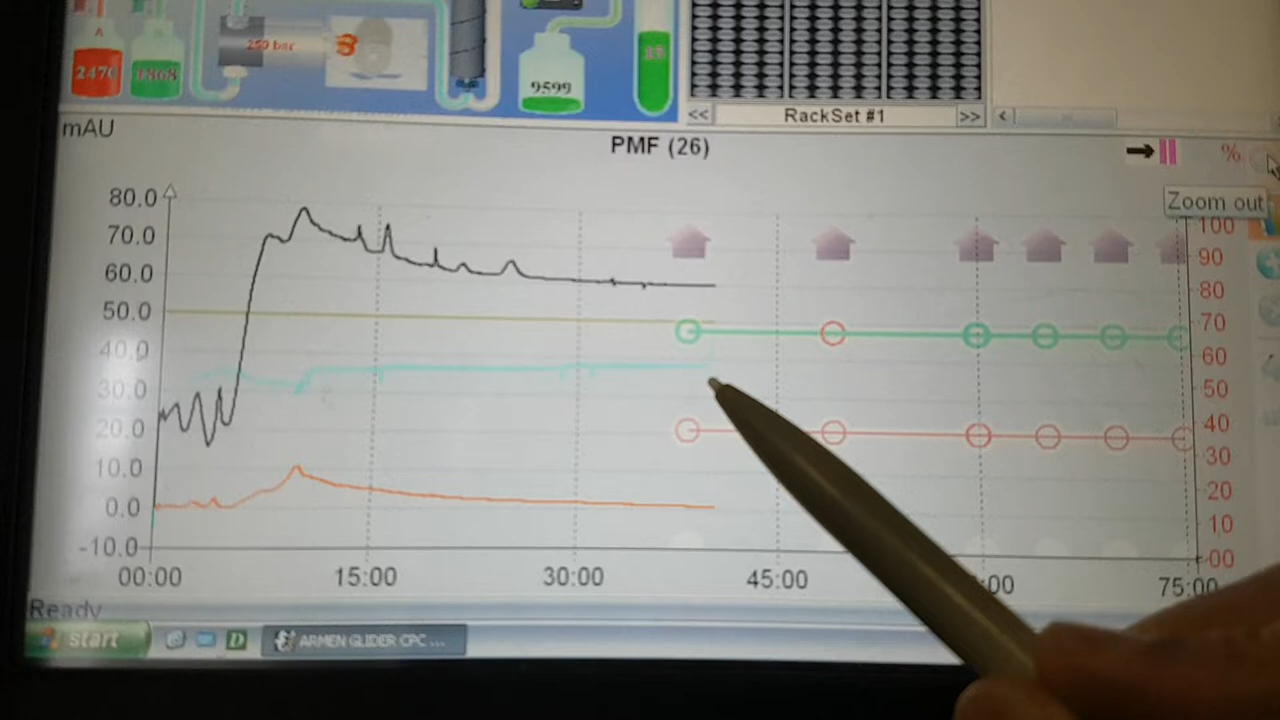 A
2470
1868
250 bar
9599
<< RackSet #1 >> <
mAU
PMF (26)
%
Zoom out
80.0
70.0
60.0
50.0
40.0
30.0
20.0
10.0
0.0
-10.0
100
90
80
70
60
50
40
30
20
10
00
00:00 15:00 30:00 45:00 75:00
Ready
start D ARMEN GLIDER CPC ...